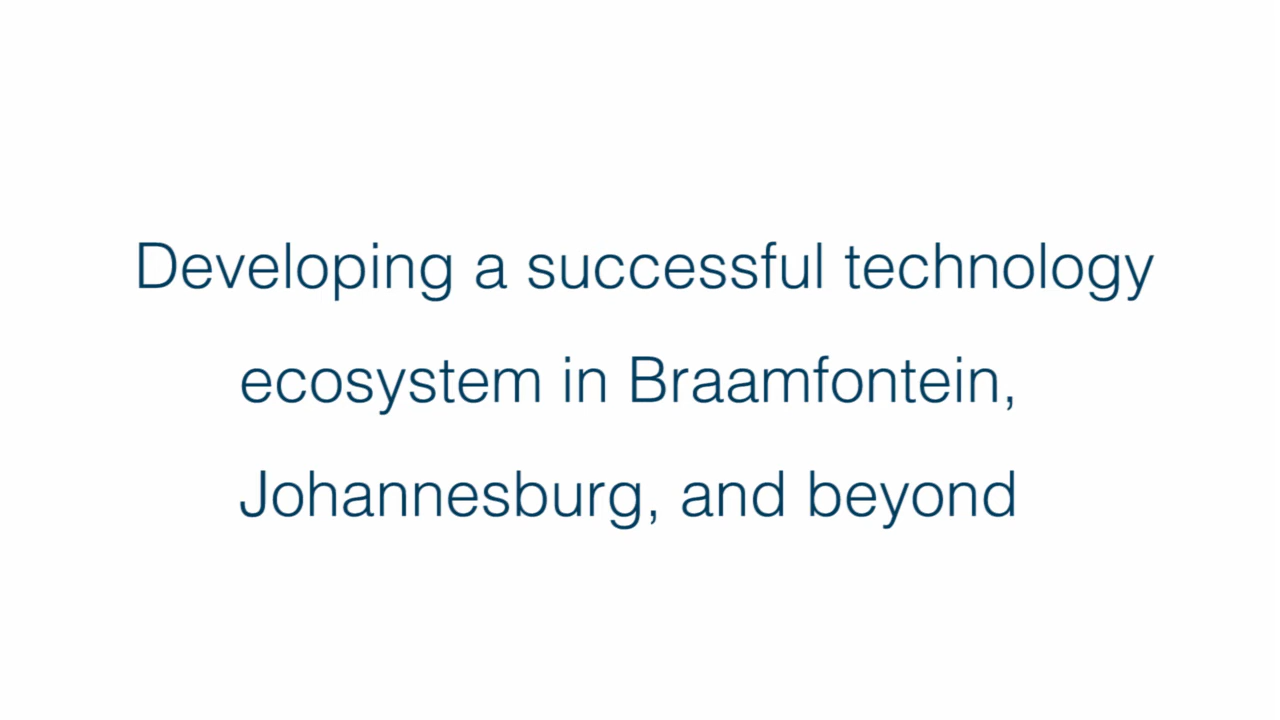 Developing a successful technology
ecosystem in Braamfontein,
Johannesburg, and beyond